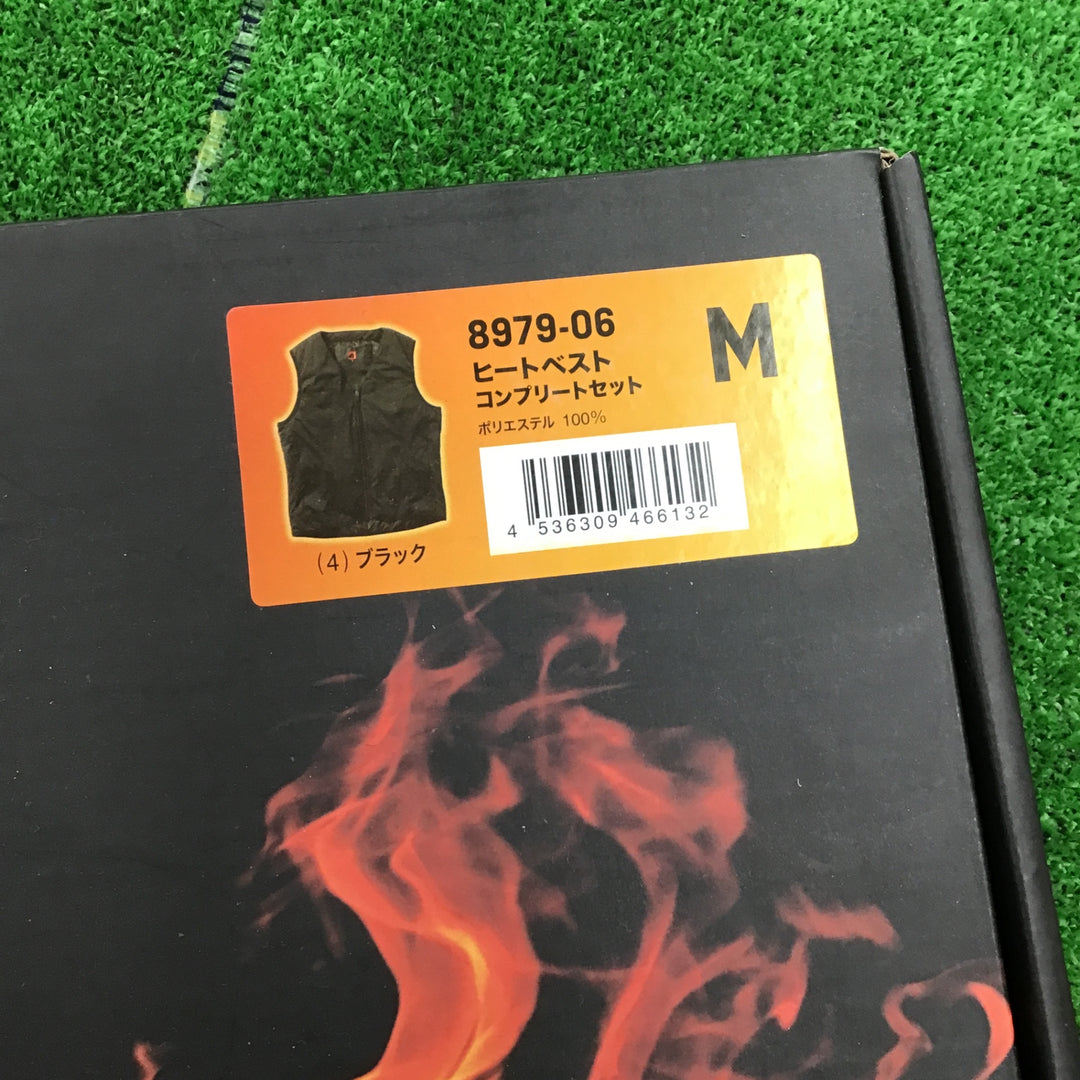 8979-06
M
ヒートベスト
コンプリートセット
ポリエステル 100%
4 536309 466132
(4) ブラック